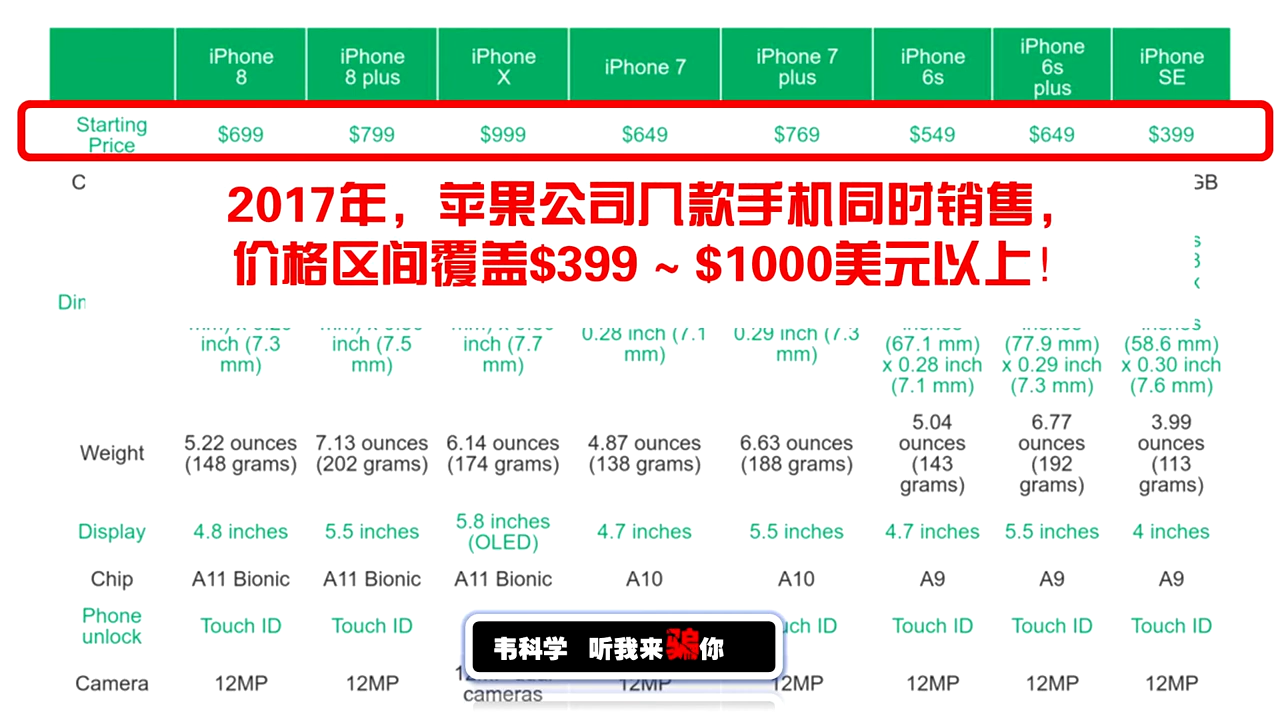 iPhone 8 iPhone 8 plus iPhone X iPhone 7 iPhone 7 plus iPhone 6s iPhone 6s plus iPhone SE
Starting Price $699 $799 $999 $649 $769 $549 $649 $399
GB
2017年，苹果公司八款手机同时销售，
价格区间覆盖$399 ~ $1000美元以上！
inch (7.3 mm) inch (7.5 mm) inch (7.7 mm) 0.28 inch (7.1 mm) 0.29 inch (7.3 mm) (67.1 mm) x 0.28 inch (7.1 mm) (77.9 mm) x 0.29 inch (7.3 mm) (58.6 mm) x 0.30 inch (7.6 mm)
Weight 5.22 ounces (148 grams) 7.13 ounces (202 grams) 6.14 ounces (174 grams) 4.87 ounces (138 grams) 6.63 ounces (188 grams) 5.04 ounces (143 grams) 6.77 ounces (192 grams) 3.99 ounces (113 grams)
Display 4.8 inches 5.5 inches 5.8 inches (OLED) 4.7 inches 5.5 inches 4.7 inches 5.5 inches 4 inches
Chip A11 Bionic A11 Bionic A11 Bionic A10 A10 A9 A9 A9
Phone unlock Touch ID Touch ID ID Touch ID Touch ID Touch ID
韦科学 听我来骗你
Camera 12MP 12MP cameras 12MP 12MP 12MP 12MP 12MP